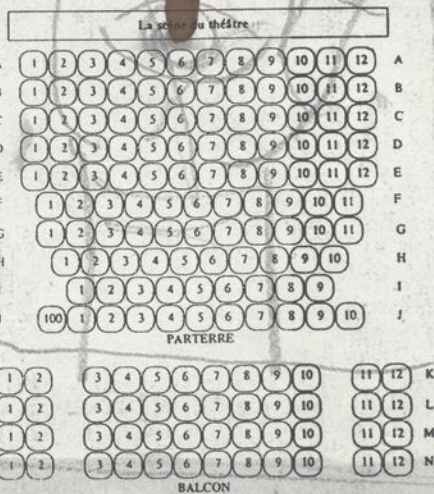 La scène du théâtre
A 1 2 3 4 5 6 7 8 9 10 11 12 A
1 2 3 4 5 6 7 8 9 10 11 12 B
1 2 3 4 5 6 7 8 9 10 11 12 C
1 2 3 4 5 6 7 8 9 10 11 12 D
E 1 2 3 4 5 6 7 8 9 10 11 12 E
1 2 3 4 5 6 7 8 9 10 11 F
1 2 3 4 5 6 7 8 9 10 11 G
H 1 2 3 4 5 6 7 8 9 10 H
1 2 3 4 5 6 7 8 9 I
100 1 2 3 4 5 6 7 8 9 10 J
PARTERRE
1 2 3 4 5 6 7 8 9 10 11 12 K
1 2 3 4 5 6 7 8 9 10 11 12 L
1 2 3 4 5 6 7 8 9 10 11 12 M
1 2 3 4 5 6 7 8 9 10 11 12 N
BALCON